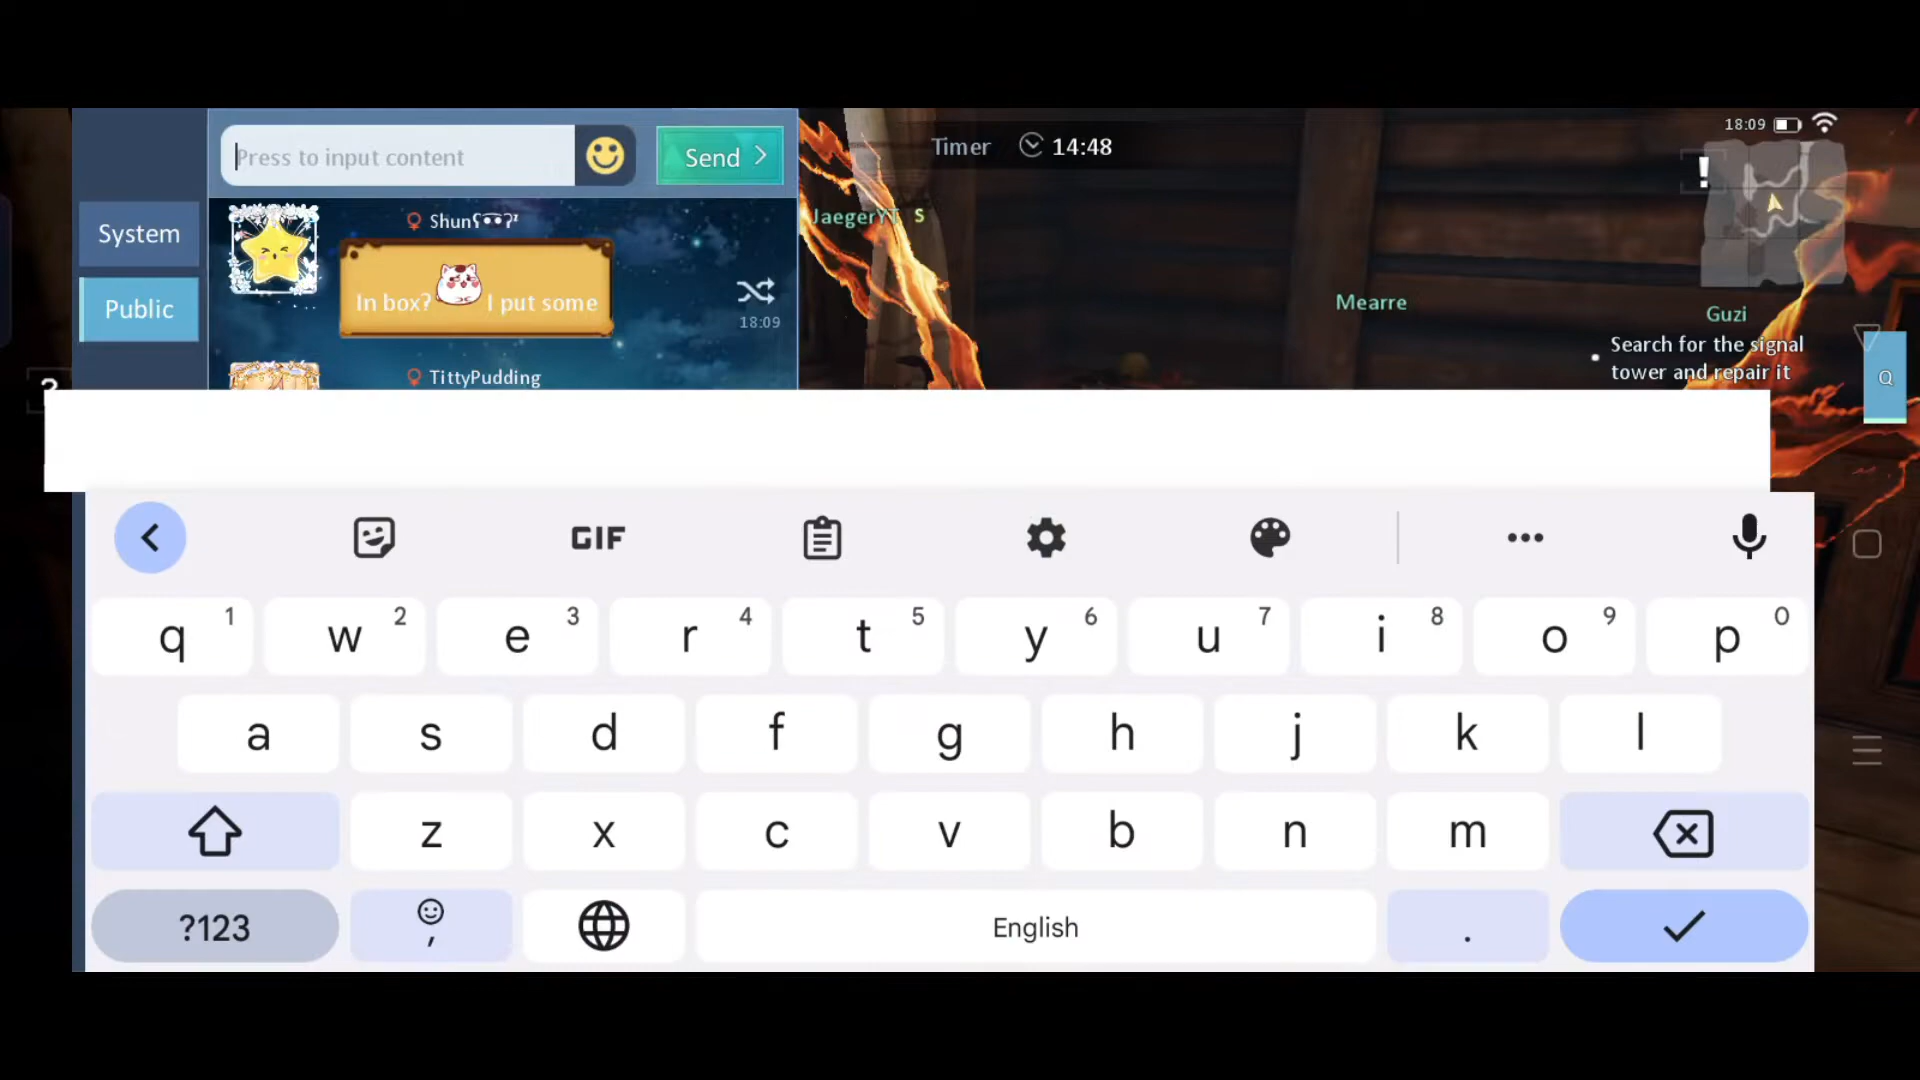 Press to input content
Send
System
Public
Shun
In box? I put some
18:09
TittyPudding
Timer 14:48
18:09
JaegerYT S
Mearre
!
Guzi
Search for the signal
tower and repair it
Q
?
GIF
q 1 w 2 e 3 r 4 t 5 y 6 u 7 i 8 o 9 p 0
a s d f g h j k l
z x c v b n m
?123 , English .